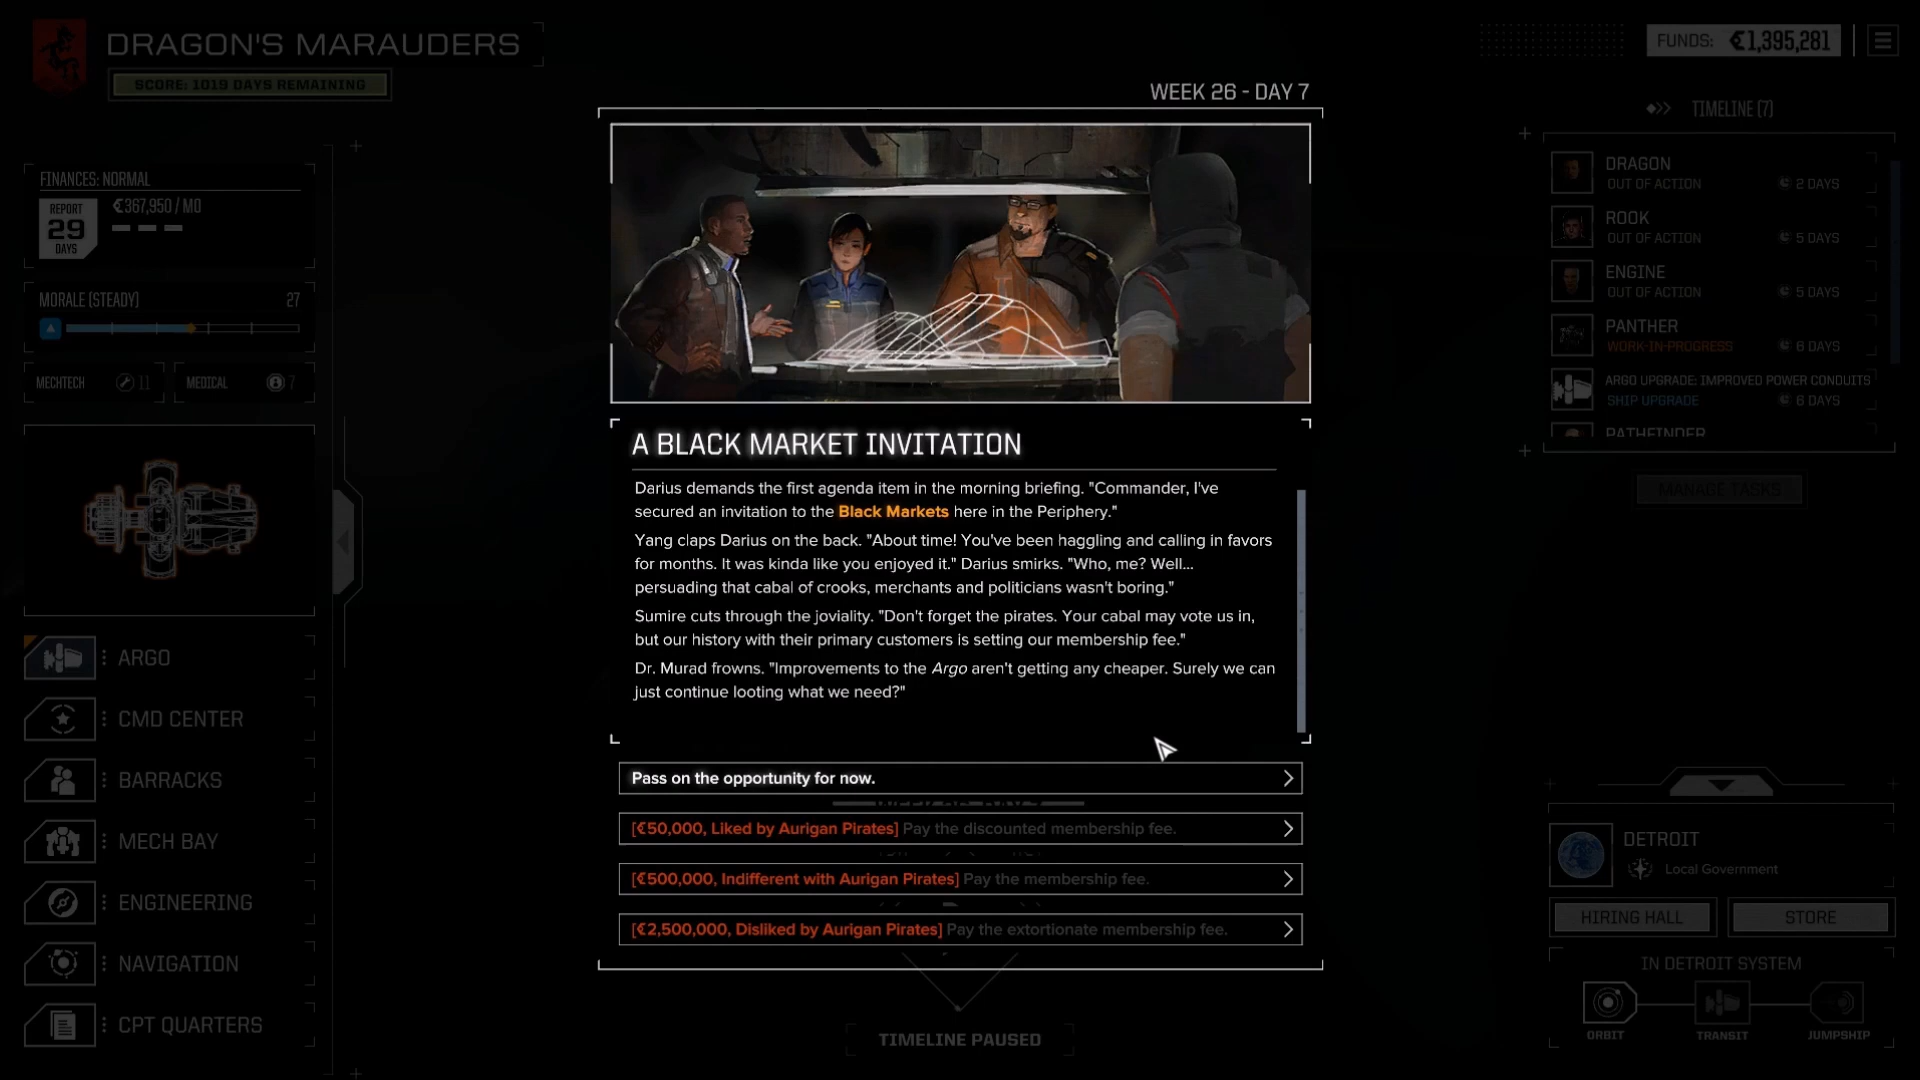 DRAGON'S MARAUDERS
SCORE: 1019 DAYS REMAINING
FUNDS: ₠1,395,281
WEEK 26 - DAY 7
TIMELINE (7)
FINANCES: NORMAL
REPORT
29
DAYS
₠367,950 / MO
MORALE (STEADY) 27
MECHTECH 11
MEDICAL 7
ARGO
CMD CENTER
BARRACKS
MECH BAY
ENGINEERING
NAVIGATION
CPT QUARTERS
A BLACK MARKET INVITATION
Darius demands the first agenda item in the morning briefing. "Commander, I've
secured an invitation to the Black Markets here in the Periphery."
Yang claps Darius on the back. "About time! You've been haggling and calling in favors
for months. It was kinda like you enjoyed it." Darius smirks. "Who, me? Well...
persuading that cabal of crooks, merchants and politicians wasn't boring."
Sumire cuts through the joviality. "Don't forget the pirates. Your cabal may vote us in,
but our history with their primary customers is setting our membership fee."
Dr. Murad frowns. "Improvements to the Argo aren't getting any cheaper. Surely we can
just continue looting what we need?"
Pass on the opportunity for now.
[₠50,000, Liked by Aurigan Pirates] Pay the discounted membership fee.
[₠500,000, Indifferent with Aurigan Pirates] Pay the membership fee.
[₠2,500,000, Disliked by Aurigan Pirates] Pay the extortionate membership fee.
TIMELINE PAUSED
DRAGON
OUT OF ACTION 2 DAYS
ROOK
OUT OF ACTION 5 DAYS
ENGINE
OUT OF ACTION 5 DAYS
PANTHER
WORK-IN-PROGRESS 6 DAYS
ARGO UPGRADE: IMPROVED POWER CONDUITS
SHIP UPGRADE 6 DAYS
PATHFINDER
MANAGE TASKS
DETROIT
Local Government
HIRING HALL
STORE
IN DETROIT SYSTEM
ORBIT
TRANSIT
JUMPSHIP